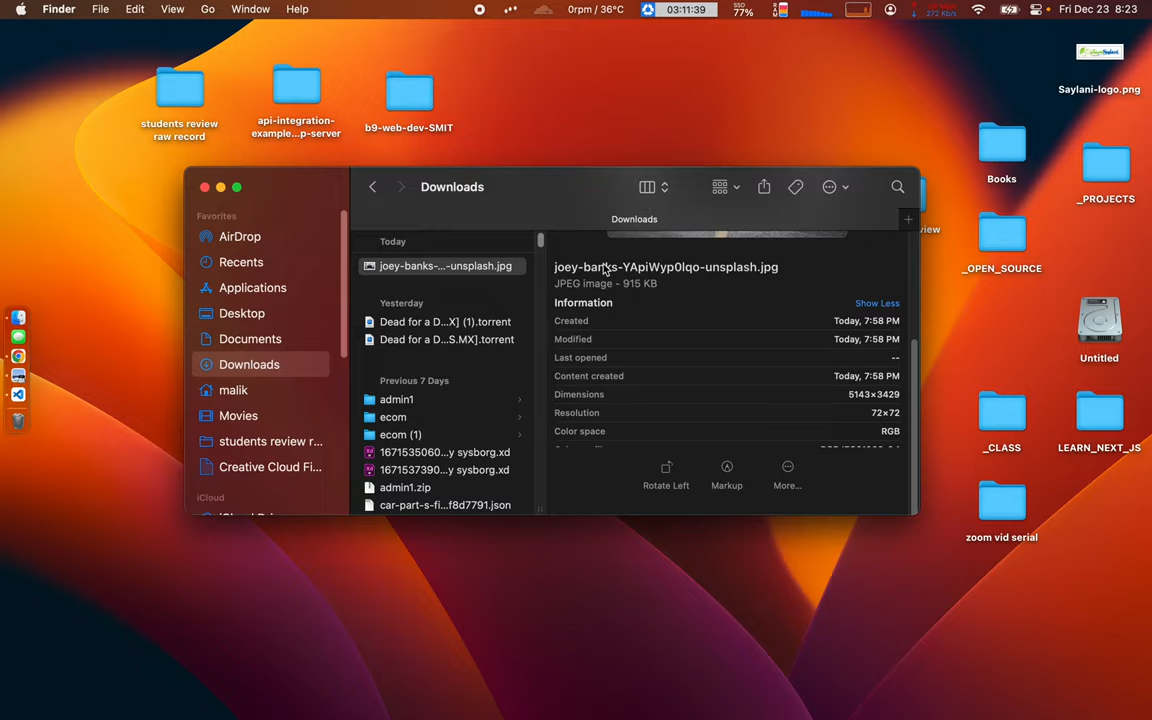 Finder File Edit View Go Window Help 0rpm / 36°C 03:11:39 SSD 77% 272 Kb/s Fri Dec 23 8:23
Saylani-logo.png
students review
raw record
api-integration-
example...p-server
b9-web-dev-SMIT
Books
_PROJECTS
view
_OPEN_SOURCE
Untitled
_CLASS
LEARN_NEXT_JS
zoom vid serial
Downloads
Downloads
Favorites
AirDrop
Recents
Applications
Desktop
Documents
Downloads
malik
Movies
students review r...
Creative Cloud Fi...
iCloud
Today
joey-banks-...-unsplash.jpg
Yesterday
Dead for a D...X] (1).torrent
Dead for a D...S.MX].torrent
Previous 7 Days
admin1
ecom
ecom (1)
1671535060...y sysborg.xd
1671537390...y sysborg.xd
admin1.zip
car-part-s-fi...f8d7791.json
joey-banks-YApiWyp0lqo-unsplash.jpg
JPEG image - 915 KB
Information Show Less
Created Today, 7:58 PM
Modified Today, 7:58 PM
Last opened --
Content created Today, 7:58 PM
Dimensions 5143×3429
Resolution 72×72
Color space RGB
Rotate Left Markup More...